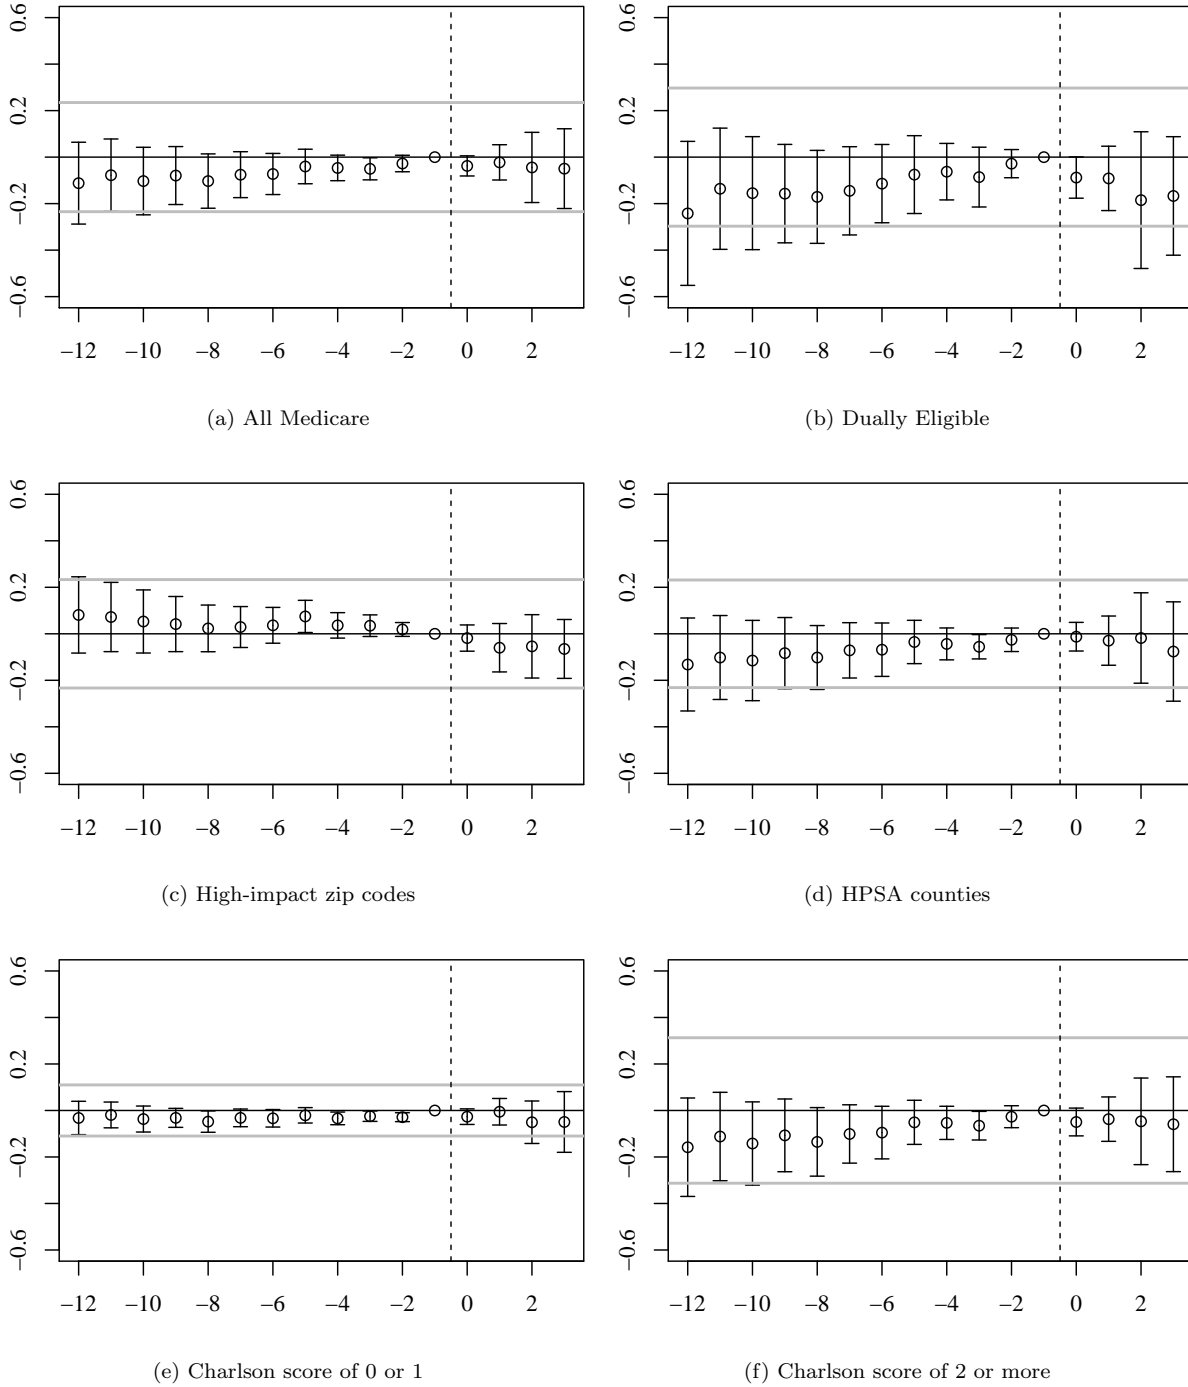 0.6
0.2
−0.2
−0.6
−12 −10 −8 −6 −4 −2 0 2
(a) All Medicare
0.6
0.2
−0.2
−0.6
−12 −10 −8 −6 −4 −2 0 2
(b) Dually Eligible
0.6
0.2
−0.2
−0.6
−12 −10 −8 −6 −4 −2 0 2
(c) High-impact zip codes
0.6
0.2
−0.2
−0.6
−12 −10 −8 −6 −4 −2 0 2
(d) HPSA counties
0.6
0.2
−0.2
−0.6
−12 −10 −8 −6 −4 −2 0 2
(e) Charlson score of 0 or 1
0.6
0.2
−0.2
−0.6
−12 −10 −8 −6 −4 −2 0 2
(f) Charlson score of 2 or more